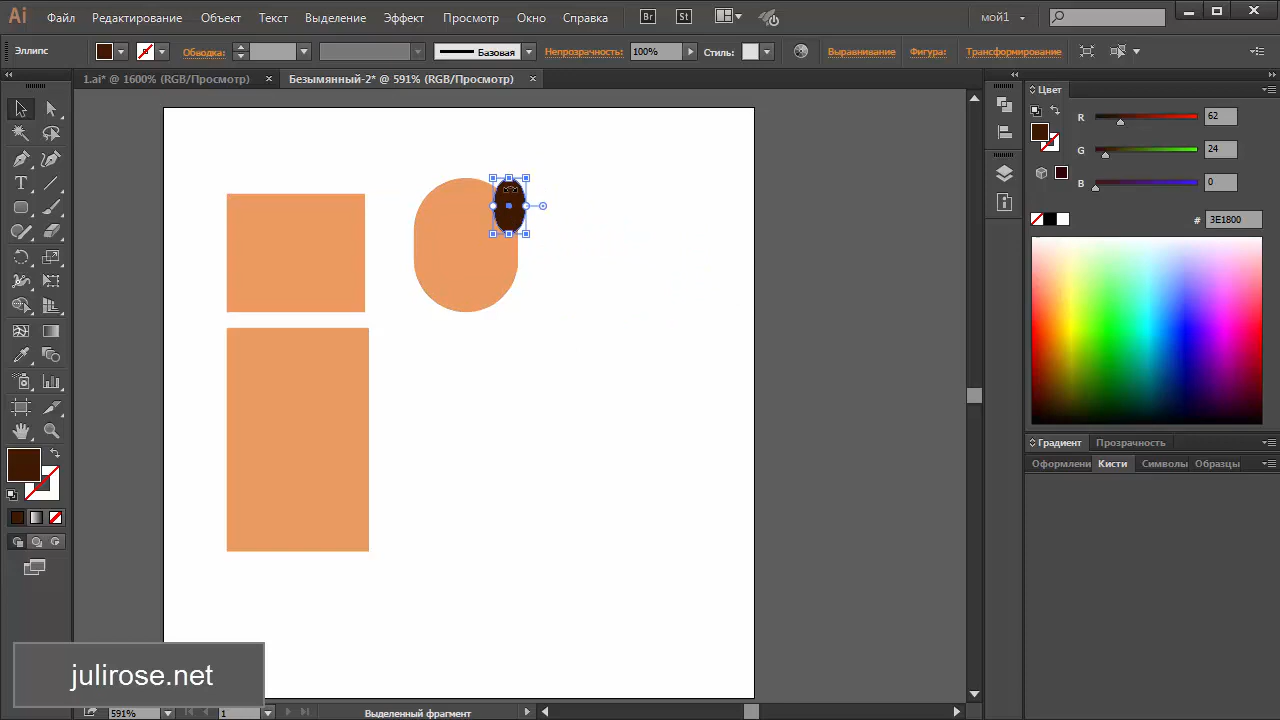 Ai Файл Редактирование Объект Текст Выделение Эффект Просмотр Окно Справка Br St мой1
Эллипс Обводка: Базовая Непрозрачность: 100% Стиль: Выравнивание Фигура: Трансформирование
1.ai* @ 1600% (RGB/Просмотр) × Безымянный-2* @ 591% (RGB/Просмотр) ×
Цвет
R 62
G 24
B 0
# 3E1800
Градиент Прозрачность
Оформлени Кисти Символы Образцы
julirose.net
591% 1 Выделенный фрагмент